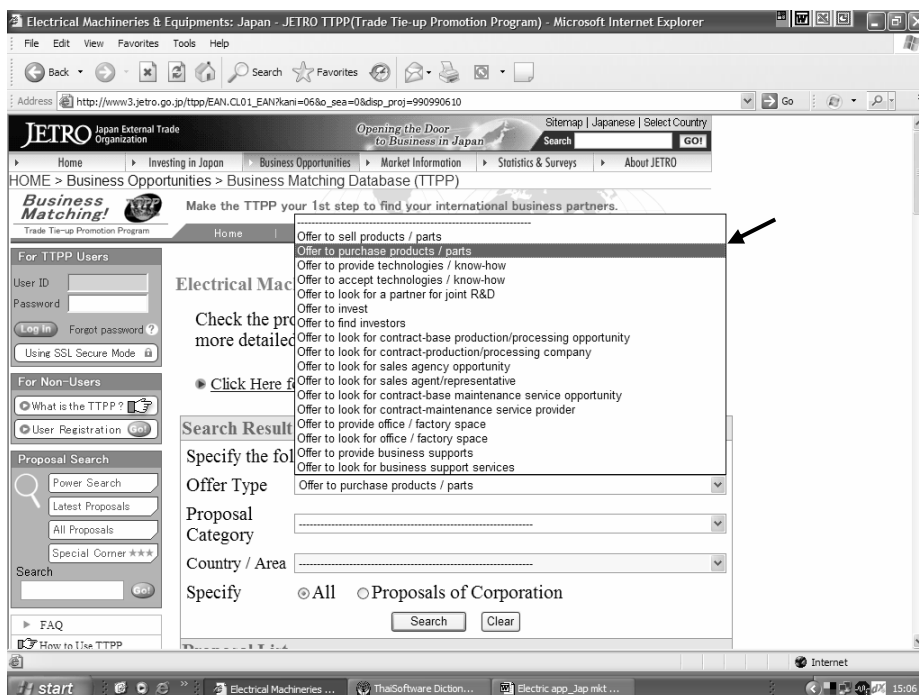 Electrical Machineries & Equipments: Japan - JETRO TTPP(Trade Tie-up Promotion Program) - Microsoft Internet Explorer
File Edit View Favorites Tools Help
Back Search Favorites
Address http://www3.jetro.go.jp/ttpp/EAN.CL01_EAN?kani=06&o_sea=0&disp_proj=990990610 Go
JETRO Japan External Trade Organization
Opening the Door to Business in Japan
Sitemap | Japanese | Select Country
Search GO!
Home Investing in Japan Business Opportunities Market Information Statistics & Surveys About JETRO
HOME > Business Opportunities > Business Matching Database (TTPP)
Business Matching! TTPP
Trade Tie-up Promotion Program
Make the TTPP your 1st step to find your international business partners.
Home
For TTPP Users
User ID
Password
Log in Forgot password ?
Using SSL Secure Mode
For Non-Users
What is the TTPP ?
User Registration Go!
Proposal Search
Power Search
Latest Proposals
All Proposals
Special Corner ★★★
Search
Go!
FAQ
How to Use TTPP
Electrical Mac
Check the pro
more detailed
Click Here f
Search Result
Specify the fol
--------------------------------------------------------------
Offer to sell products / parts
Offer to purchase products / parts
Offer to provide technologies / know-how
Offer to accept technologies / know-how
Offer to look for a partner for joint R&D
Offer to invest
Offer to find investors
Offer to look for contract-base production/processing opportunity
Offer to look for contract-production/processing company
Offer to look for sales agency opportunity
Offer to look for sales agent/representative
Offer to look for contract-base maintenance service opportunity
Offer to look for contract-maintenance service provider
Offer to provide office / factory space
Offer to look for office / factory space
Offer to provide business supports
Offer to look for business support services
Offer Type Offer to purchase products / parts
Proposal Category --------------------------------------------------------------
Country / Area --------------------------------------------------------------
Specify All Proposals of Corporation
Search Clear
Internet
start Electrical Machineries ... ThaiSoftware Diction... Electric app_Jap mkt ... 15:06